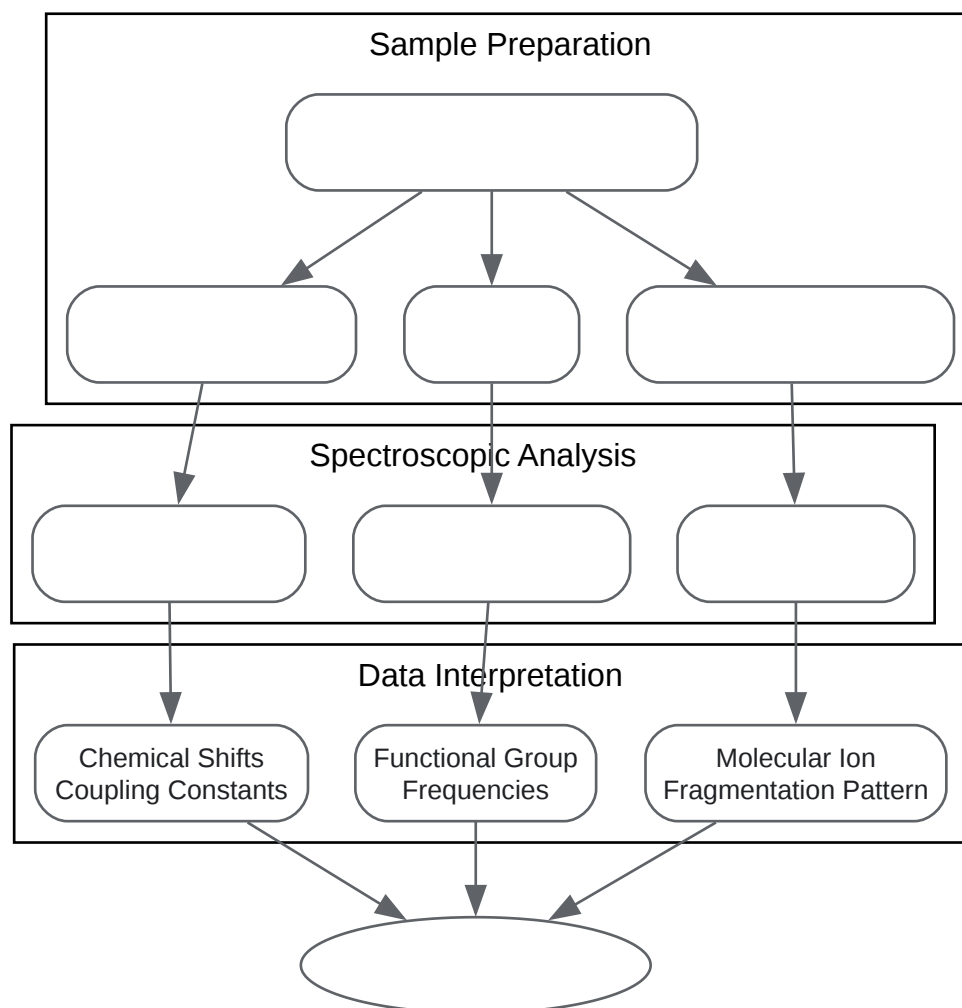 Sample Preparation
Spectroscopic Analysis
Data Interpretation
Chemical Shifts
Coupling Constants
Functional Group
Frequencies
Molecular Ion
Fragmentation Pattern